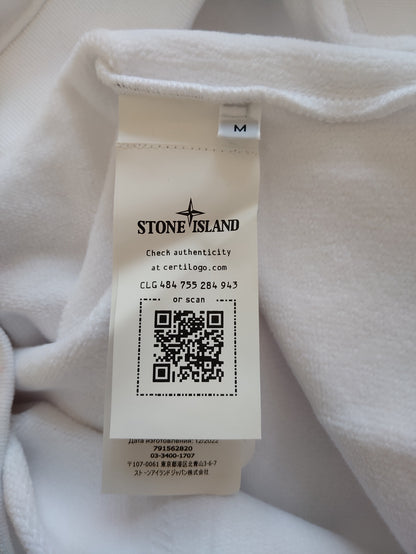 M
STONE ISLAND
Check authenticity
at certilogo.com
CLG 484 755 284 943
or scan
Дата изготовления: 12/2022
791562820
03-3400-1707
〒107-0061 東京都港区北青山 3-6-7
ストーンアイランドジャパン株式会社